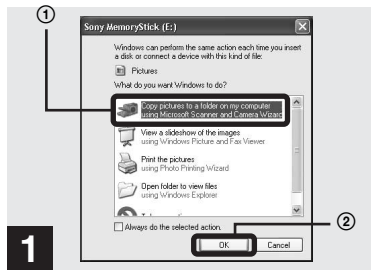 ①
Sony MemoryStick (E:)
Windows can perform the same action each time you insert
a disk or connect a device with this kind of file:
Pictures
What do you want Windows to do?
Copy pictures to a folder on my computer
using Microsoft Scanner and Camera Wizard
View a slideshow of the images
using Windows Picture and Fax Viewer
Print the pictures
using Photo Printing Wizard
Open folder to view files
using Windows Explorer
Always do the selected action.
②
OK
Cancel
1